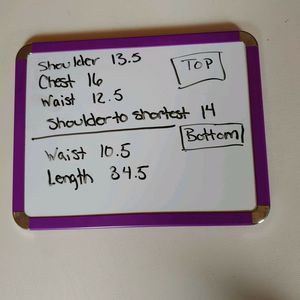 Shoulder 13.5
TOP
Chest 16
Waist 12.5
Shoulder to shortest 14
Bottom
Waist 10.5
Length 34.5